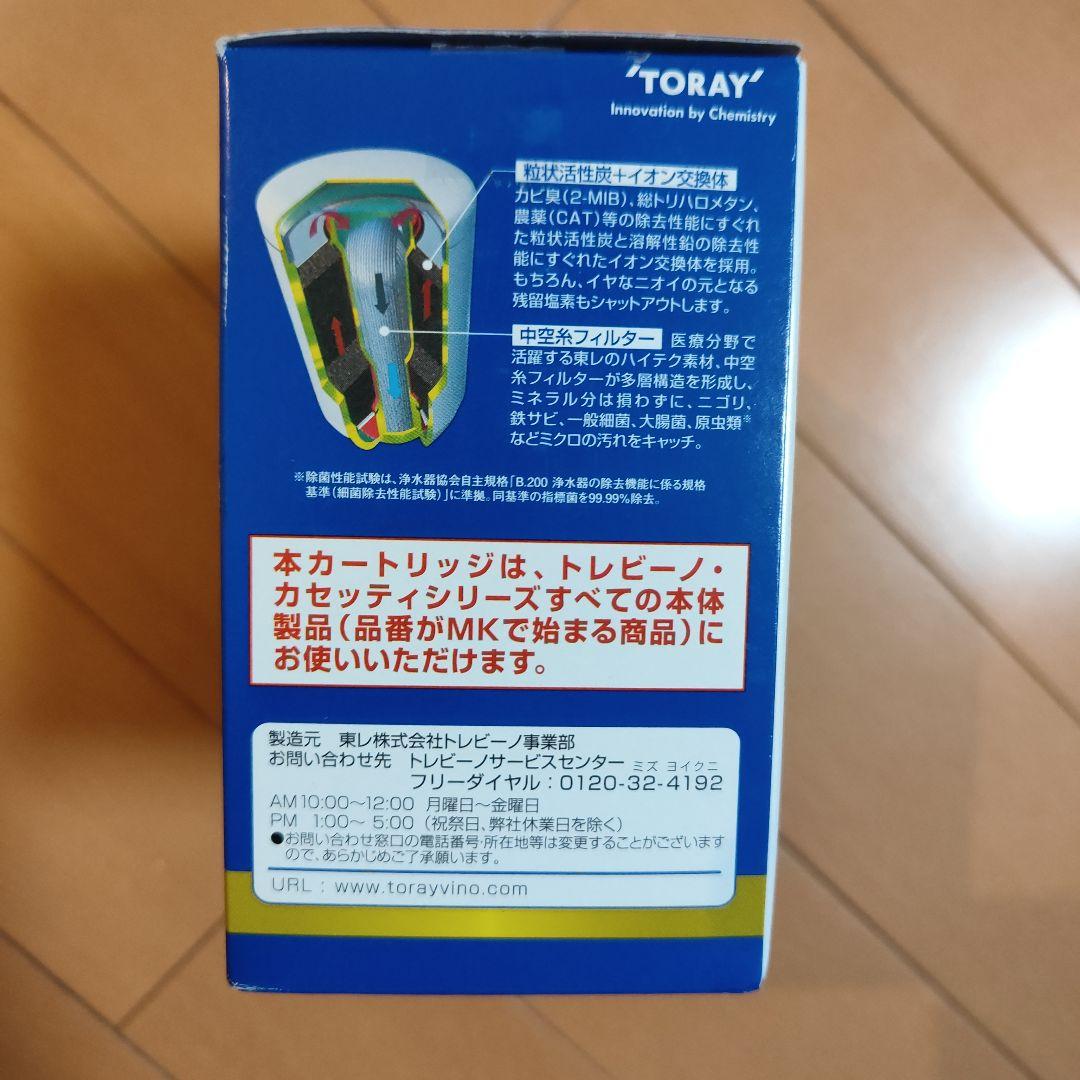 'TORAY'
Innovation by Chemistry
粒状活性炭+イオン交換体
カビ臭(2-MIB)、総トリハロメタン、
農薬(CAT)等の除去性能にすぐれ
た粒状活性炭と溶解性鉛の除去性
能にすぐれたイオン交換体を採用。
もちろん、イヤなニオイの元となる
残留塩素もシャットアウトします。
中空糸フィルター 医療分野で
活躍する東レのハイテク素材、中空
糸フィルターが多層構造を形成し、
ミネラル分は損わずに、ニゴリ、
鉄サビ、一般細菌、大腸菌、原虫類※
などミクロの汚れをキャッチ。
※除菌性能試験は、浄水器協会自主規格「B.200 浄水器の除去機能に係る規格
基準(細菌除去性能試験)」に準拠。同基準の指標菌を99.99%除去。
本カートリッジは、トレビーノ・
カセッティシリーズすべての本体
製品(品番がMKで始まる商品)に
お使いいただけます。
製造元 東レ株式会社トレビーノ事業部
お問い合わせ先 トレビーノサービスセンター ミズ ヨイクニ
フリーダイヤル:0120-32-4192
AM10:00〜12:00 月曜日〜金曜日
PM 1:00〜 5:00 (祝祭日、弊社休業日を除く)
●お問い合わせ窓口の電話番号・所在地等は変更することがございます
ので、あらかじめご了承願います。
URL : www.torayvino.com